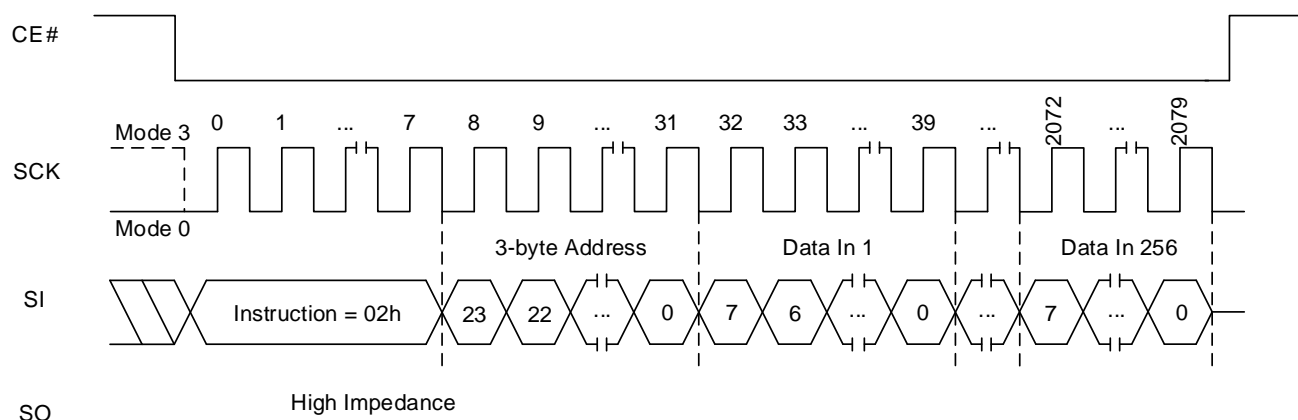 CE#
Mode 3
0 1 ... 7 8 9 ... 31 32 33 ... 39 ... 2072 ... 2079
SCK
Mode 0
3-byte Address Data In 1 Data In 256
SI
Instruction = 02h 23 22 ... 0 7 6 ... 0 ... 7 ... 0
High Impedance
SO